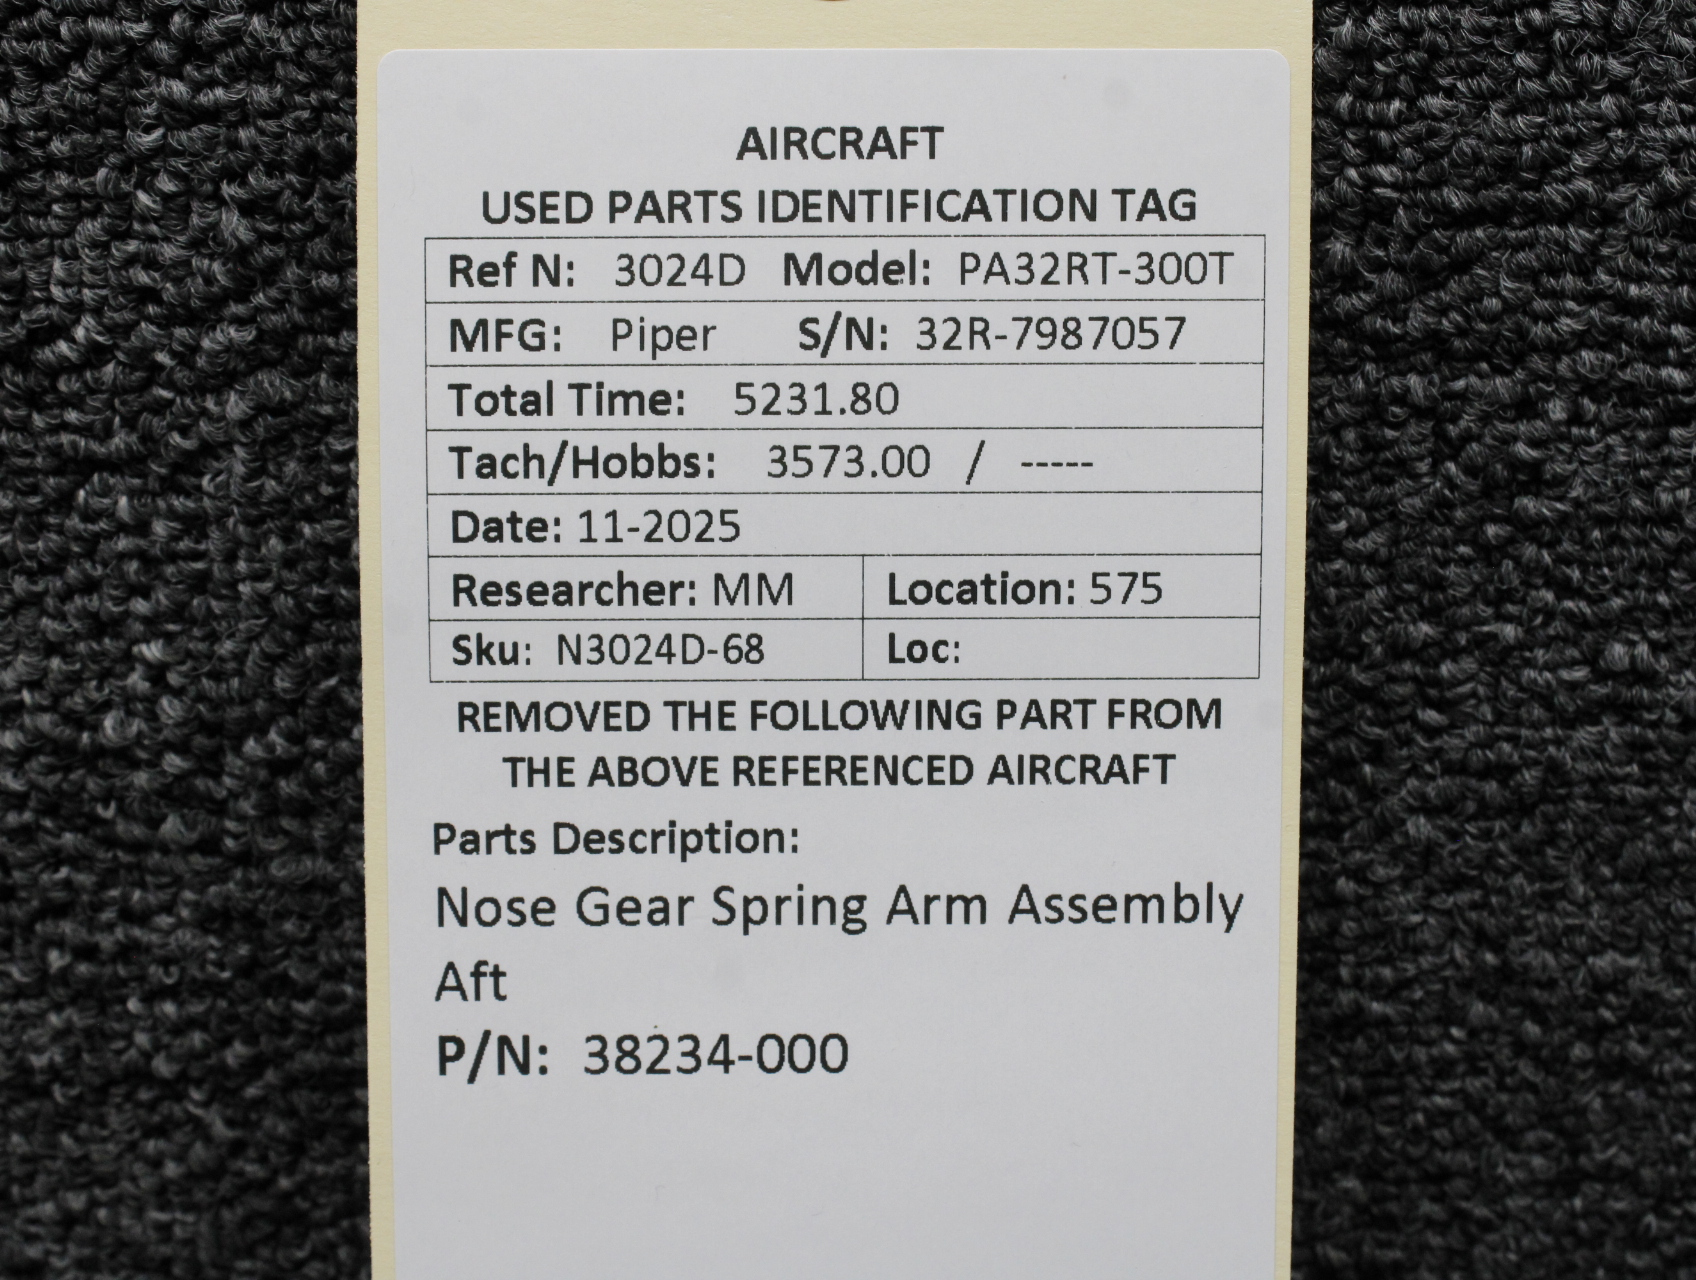 AIRCRAFT
USED PARTS IDENTIFICATION TAG
Ref N: 3024D Model: PA32RT-300T
MFG: Piper S/N: 32R-7987057
Total Time: 5231.80
Tach/Hobbs: 3573.00 / -----
Date: 11-2025
Researcher: MM Location: 575
Sku: N3024D-68 Loc:
REMOVED THE FOLLOWING PART FROM
THE ABOVE REFERENCED AIRCRAFT
Parts Description:
Nose Gear Spring Arm Assembly
Aft
P/N: 38234-000